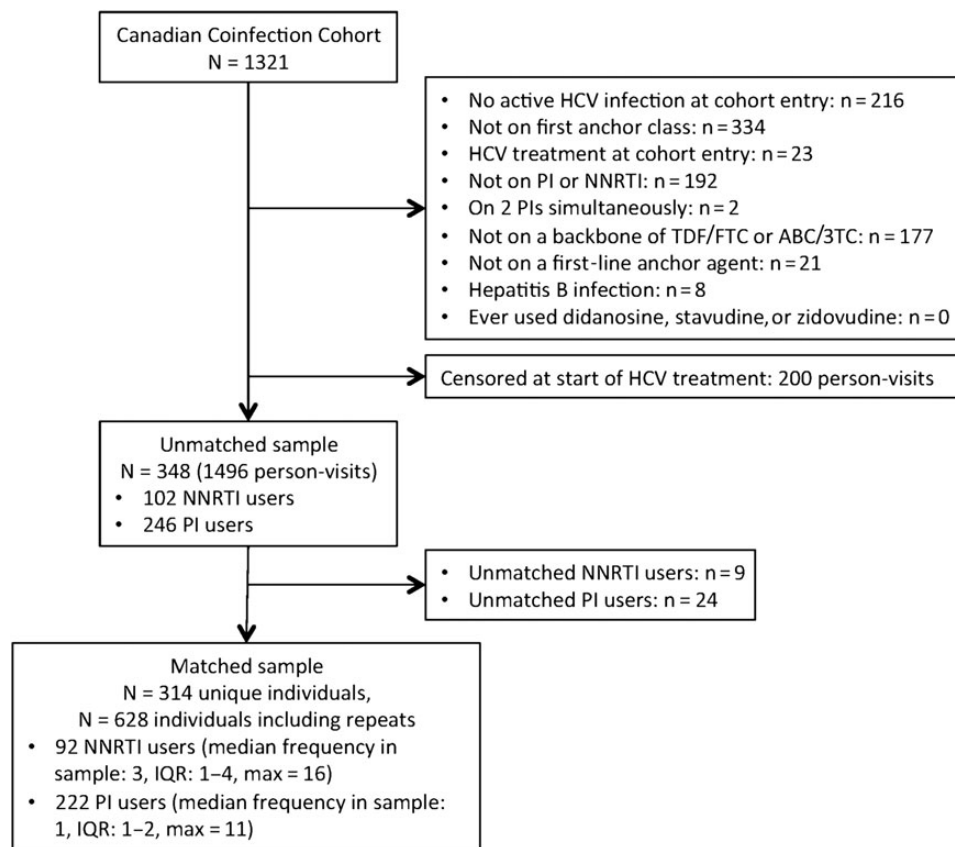 Canadian Coinfection Cohort
N = 1321
• No active HCV infection at cohort entry: n = 216
• Not on first anchor class: n = 334
• HCV treatment at cohort entry: n = 23
• Not on PI or NNRTI: n = 192
• On 2 PIs simultaneously: n = 2
• Not on a backbone of TDF/FTC or ABC/3TC: n = 177
• Not on a first-line anchor agent: n = 21
• Hepatitis B infection: n = 8
• Ever used didanosine, stavudine, or zidovudine: n = 0
Censored at start of HCV treatment: 200 person-visits
Unmatched sample
N = 348 (1496 person-visits)
• 102 NNRTI users
• 246 PI users
• Unmatched NNRTI users: n = 9
• Unmatched PI users: n = 24
Matched sample
N = 314 unique individuals,
N = 628 individuals including repeats
• 92 NNRTI users (median frequency in
sample: 3, IQR: 1–4, max = 16)
• 222 PI users (median frequency in sample:
1, IQR: 1–2, max = 11)